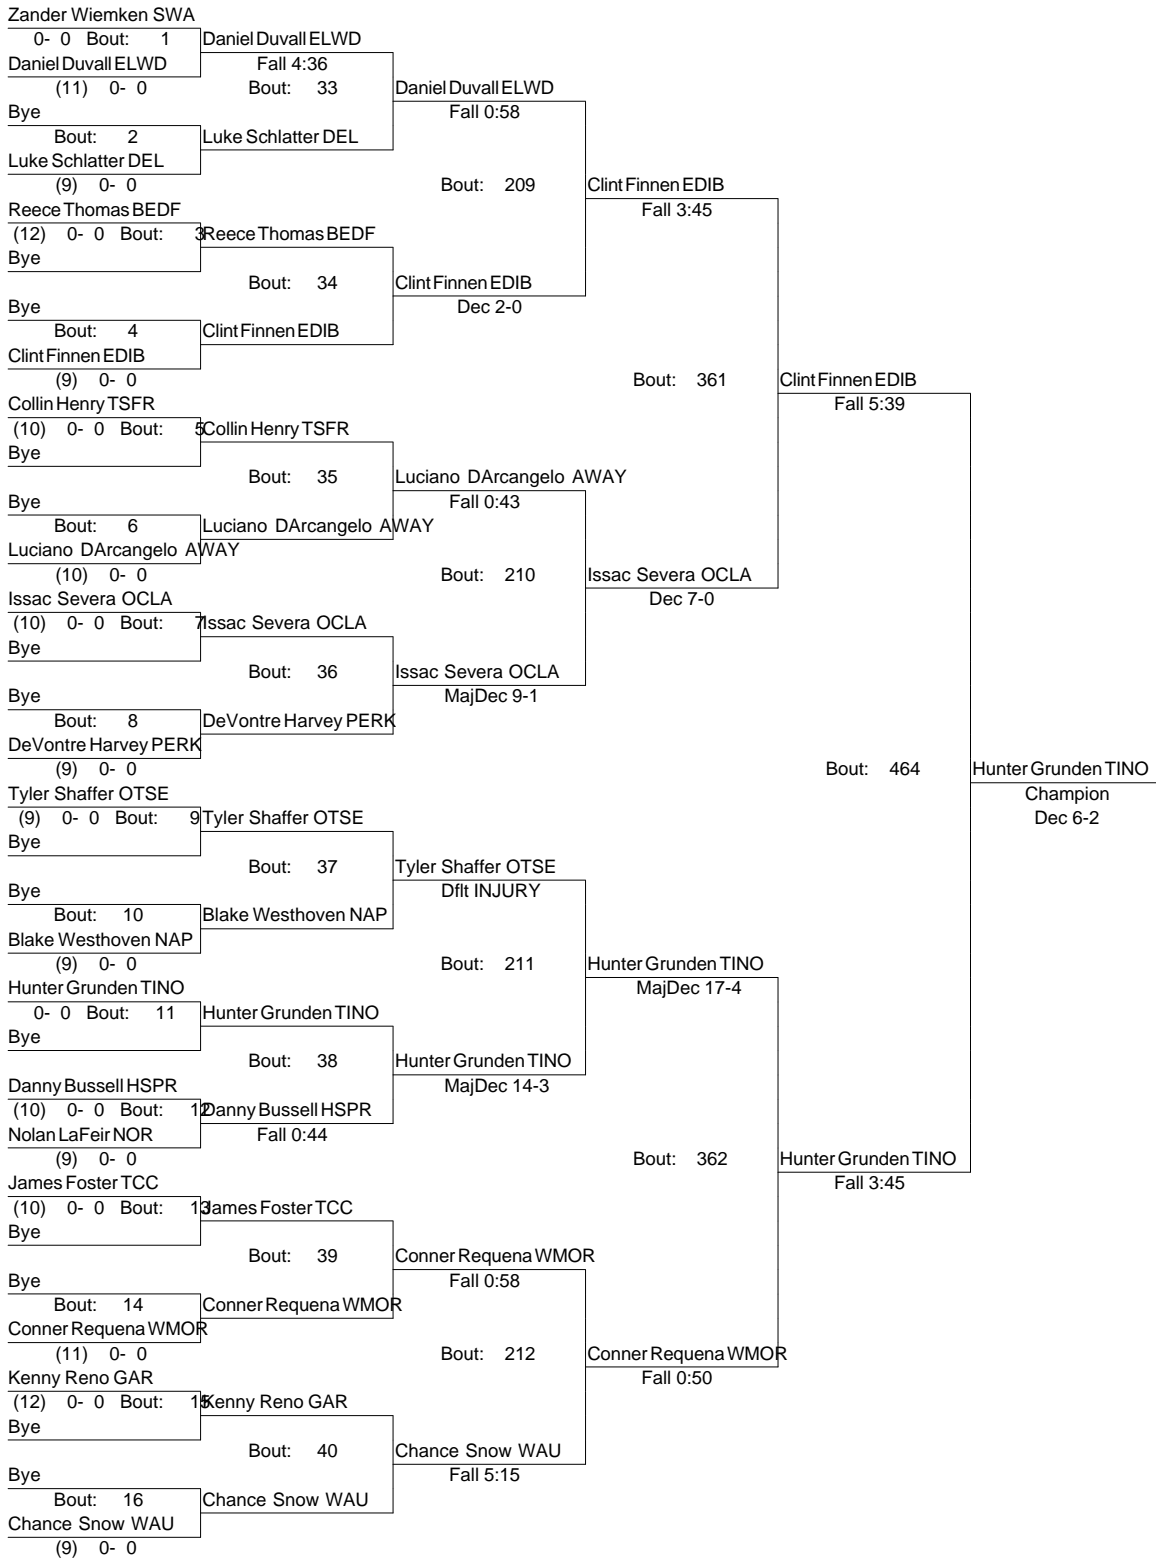 Zander Wiemken SWA
0- 0 Bout: 1 Daniel Duvall ELWD
Daniel Duvall ELWD Fall 4:36
(11) 0- 0 Bout: 33 Daniel Duvall ELWD
Bye Fall 0:58
Bout: 2 Luke Schlatter DEL
Luke Schlatter DEL
(9) 0- 0 Bout: 209 Clint Finnen EDIB
Reece Thomas BEDF Fall 3:45
(12) 0- 0 Bout: 3 Reece Thomas BEDF
Bye
Bout: 34 Clint Finnen EDIB
Bye Dec 2-0
Bout: 4 Clint Finnen EDIB
Clint Finnen EDIB
(9) 0- 0 Bout: 361 Clint Finnen EDIB
Collin Henry TSFR Fall 5:39
(10) 0- 0 Bout: 5 Collin Henry TSFR
Bye
Bout: 35 Luciano DArcangelo AWAY
Bye Fall 0:43
Bout: 6 Luciano DArcangelo AWAY
Luciano DArcangelo AWAY
(10) 0- 0 Bout: 210 Issac Severa OCLA
Issac Severa OCLA Dec 7-0
(10) 0- 0 Bout: 7 Issac Severa OCLA
Bye
Bout: 36 Issac Severa OCLA
Bye MajDec 9-1
Bout: 8 DeVontre Harvey PERK
DeVontre Harvey PERK
(9) 0- 0 Bout: 464 Hunter Grunden TINO
Tyler Shaffer OTSE Champion
(9) 0- 0 Bout: 9 Tyler Shaffer OTSE Dec 6-2
Bye
Bout: 37 Tyler Shaffer OTSE
Bye Dflt INJURY
Bout: 10 Blake Westhoven NAP
Blake Westhoven NAP
(9) 0- 0 Bout: 211 Hunter Grunden TINO
Hunter Grunden TINO MajDec 17-4
0- 0 Bout: 11 Hunter Grunden TINO
Bye
Bout: 38 Hunter Grunden TINO
Danny Bussell HSPR MajDec 14-3
(10) 0- 0 Bout: 12 Danny Bussell HSPR
Nolan LaFeir NOR Fall 0:44
(9) 0- 0 Bout: 362 Hunter Grunden TINO
James Foster TCC Fall 3:45
(10) 0- 0 Bout: 13 James Foster TCC
Bye
Bout: 39 Conner Requena WMOR
Bye Fall 0:58
Bout: 14 Conner Requena WMOR
Conner Requena WMOR
(11) 0- 0 Bout: 212 Conner Requena WMOR
Kenny Reno GAR Fall 0:50
(12) 0- 0 Bout: 15 Kenny Reno GAR
Bye
Bout: 40 Chance Snow WAU
Bye Fall 5:15
Bout: 16 Chance Snow WAU
Chance Snow WAU
(9) 0- 0